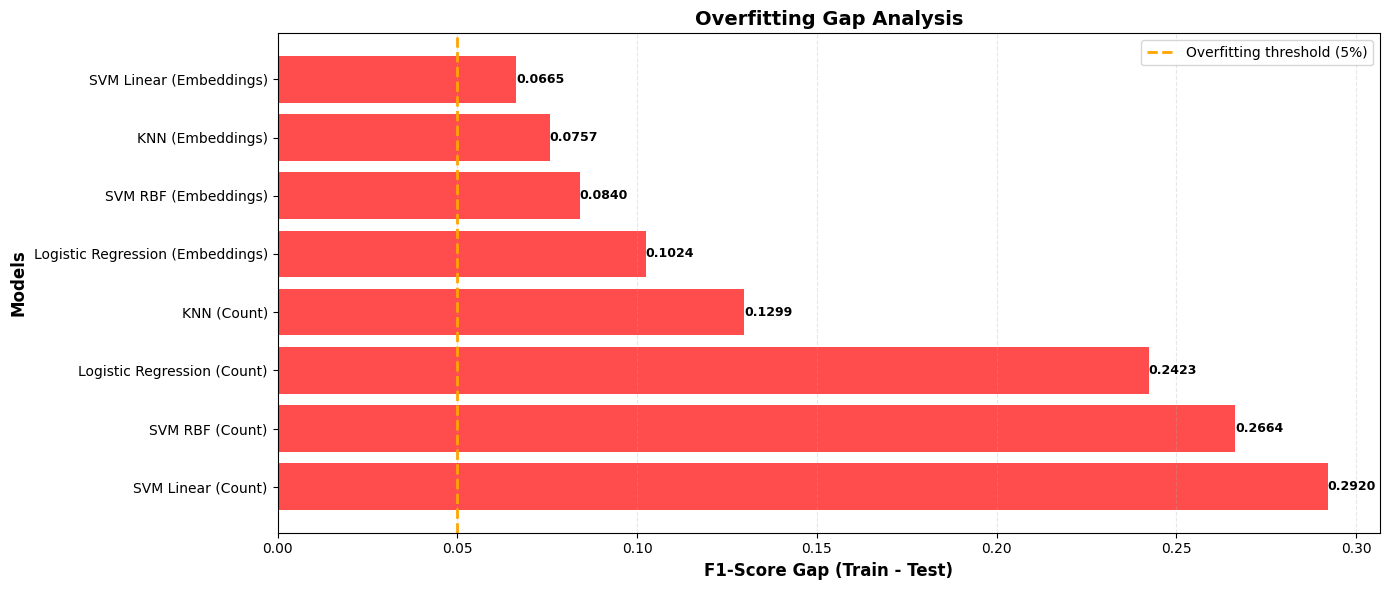 Overfitting Gap Analysis
Overfitting threshold (5%)
Models
SVM Linear (Embeddings)
0.0665
KNN (Embeddings)
0.0757
SVM RBF (Embeddings)
0.0840
Logistic Regression (Embeddings)
0.1024
KNN (Count)
0.1299
Logistic Regression (Count)
0.2423
SVM RBF (Count)
0.2664
SVM Linear (Count)
0.2920
0.00 0.05 0.10 0.15 0.20 0.25 0.30
F1-Score Gap (Train - Test)